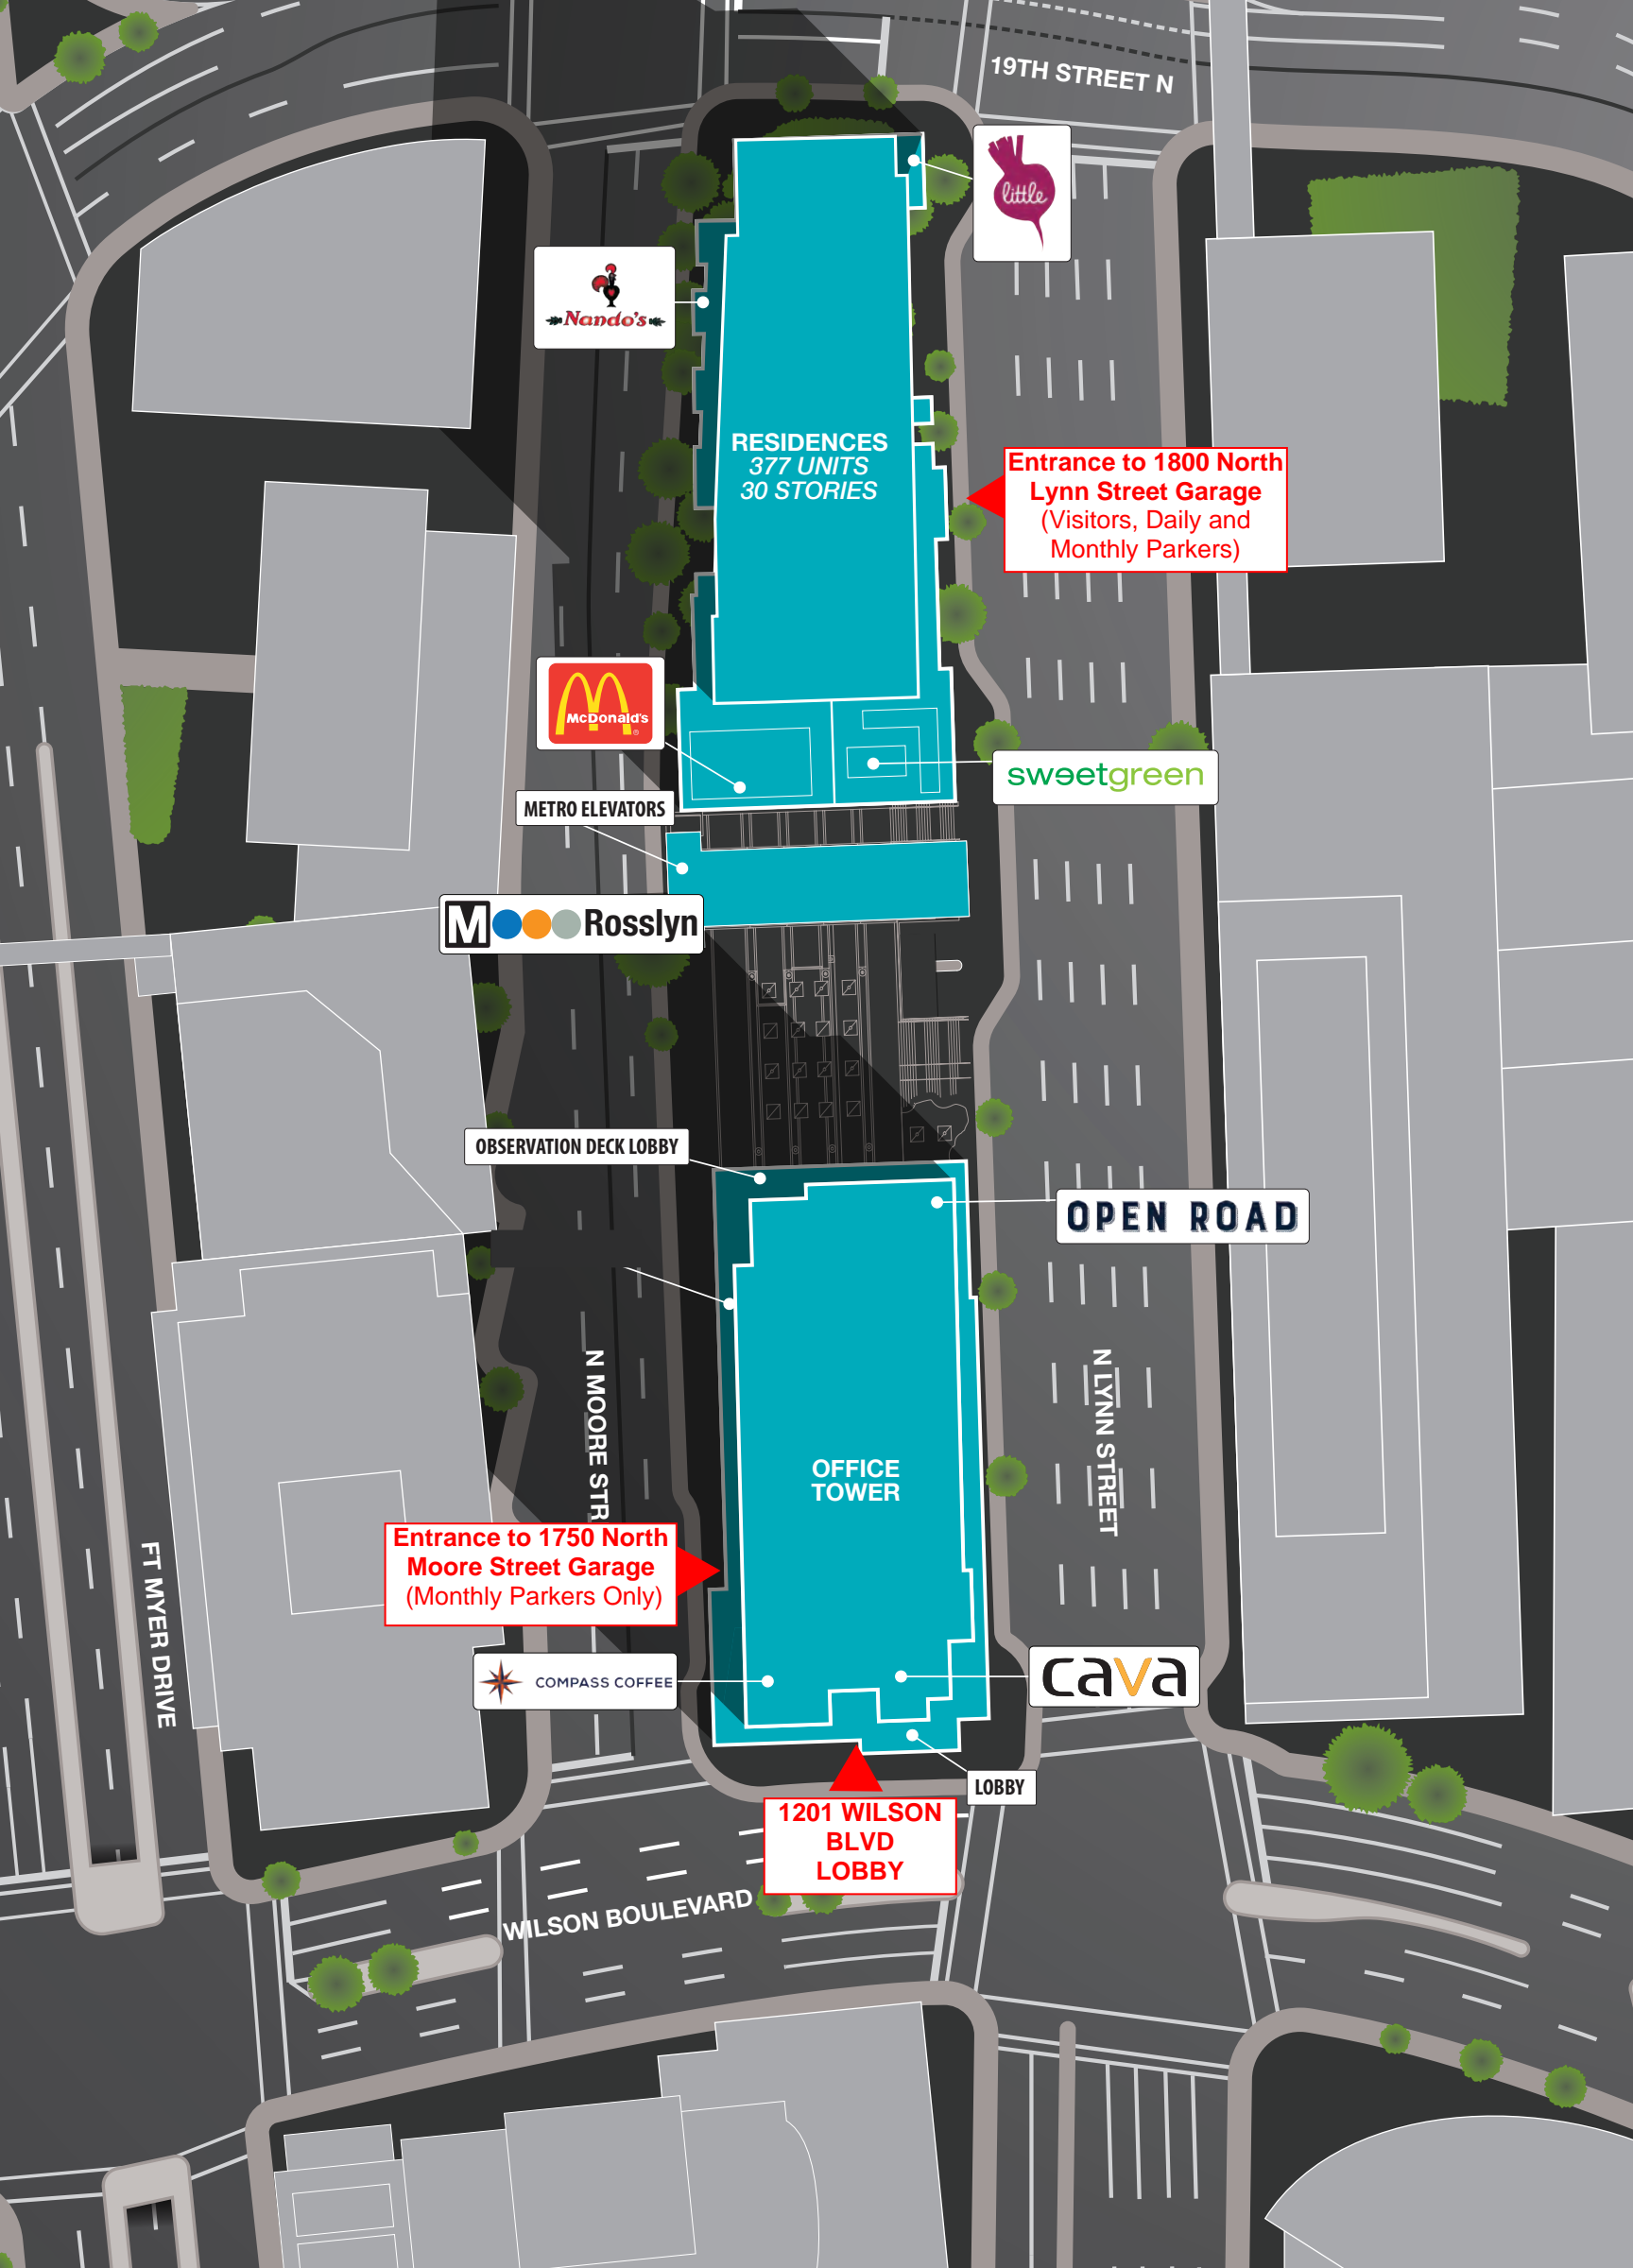 19TH STREET N
little
Nando's
RESIDENCES
377 UNITS
30 STORIES
Entrance to 1800 North
Lynn Street Garage
(Visitors, Daily and
Monthly Parkers)
McDonald's
®
sweetgreen
METRO ELEVATORS
M Rosslyn
OBSERVATION DECK LOBBY
OPEN ROAD
N MOORE STR
N LYNN STREET
OFFICE
TOWER
Entrance to 1750 North
Moore Street Garage
(Monthly Parkers Only)
FT MYER DRIVE
COMPASS COFFEE
CAVA
LOBBY
1201 WILSON
BLVD
LOBBY
WILSON BOULEVARD